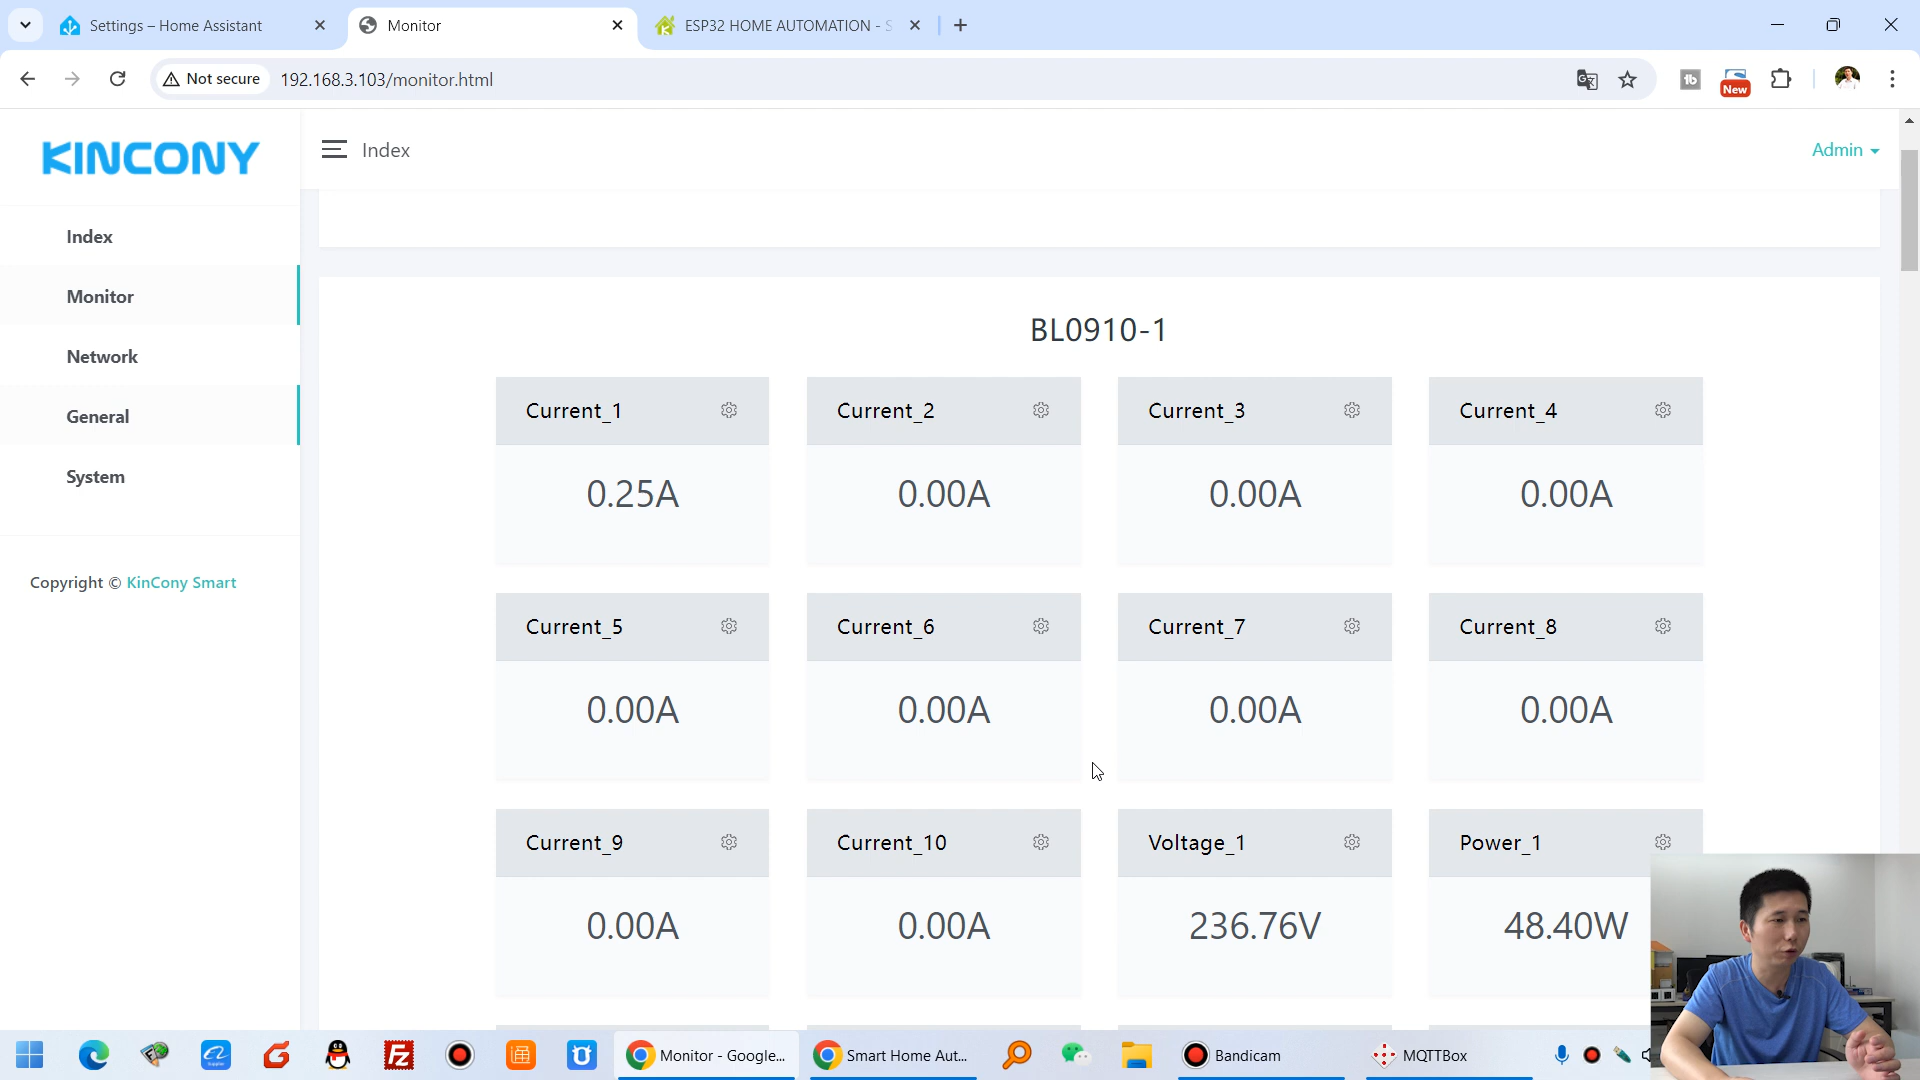 Settings – Home Assistant
Monitor
ESP32 HOME AUTOMATION - S
Not secure
192.168.3.103/monitor.html
New
KINCONY
Index
Admin
Index
Monitor
Network
General
System
Copyright © KinCony Smart
BL0910-1
Current_1
Current_2
Current_3
Current_4
0.25A
0.00A
0.00A
0.00A
Current_5
Current_6
Current_7
Current_8
0.00A
0.00A
0.00A
0.00A
Current_9
Current_10
Voltage_1
Power_1
0.00A
0.00A
236.76V
48.40W
Monitor - Google...
Smart Home Aut...
Bandicam
MQTTBox